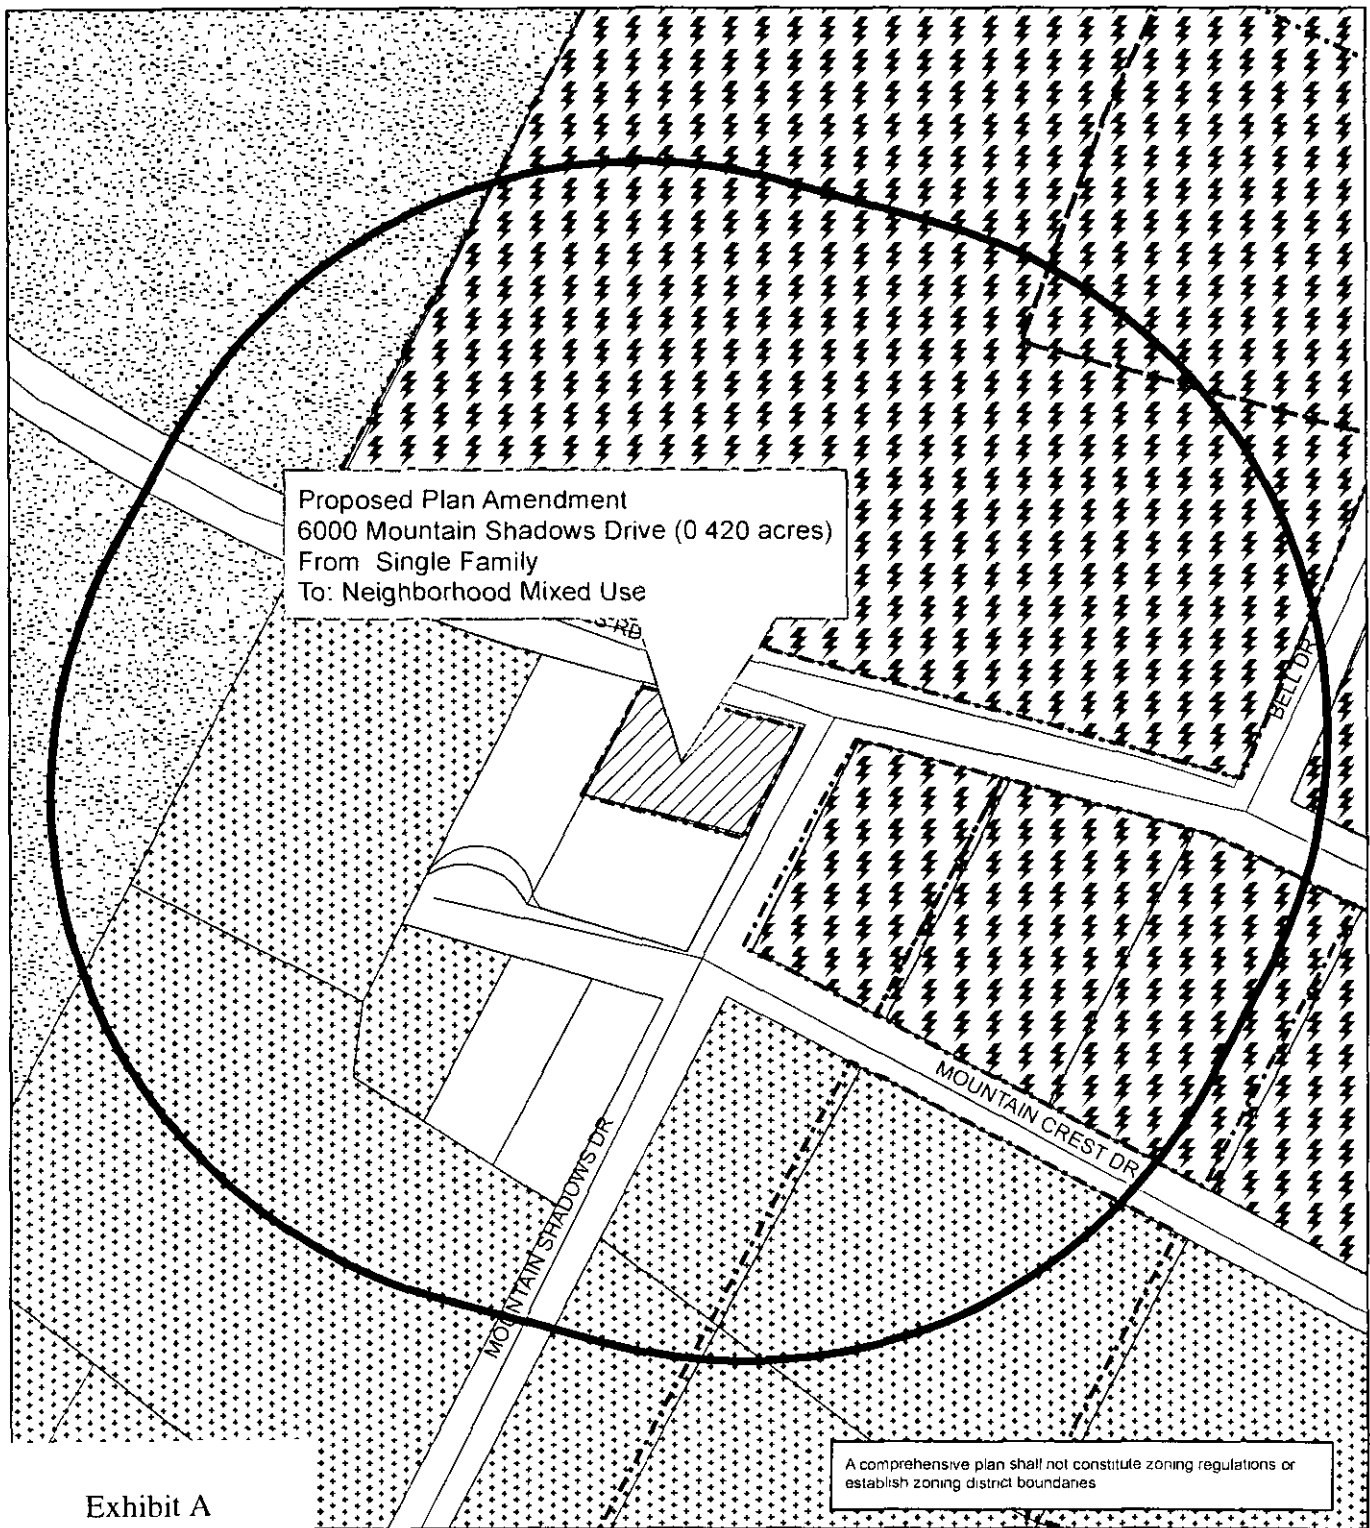 Proposed Plan Amendment
6000 Mountain Shadows Drive (0 420 acres)
From Single Family
To: Neighborhood Mixed Use
RD
BELL DR
MOUNTAIN CREST DR
MOUNTAIN SHADOWS DR
A comprehensive plan shall not constitute zoning regulations or
establish zoning district boundaries
Exhibit A